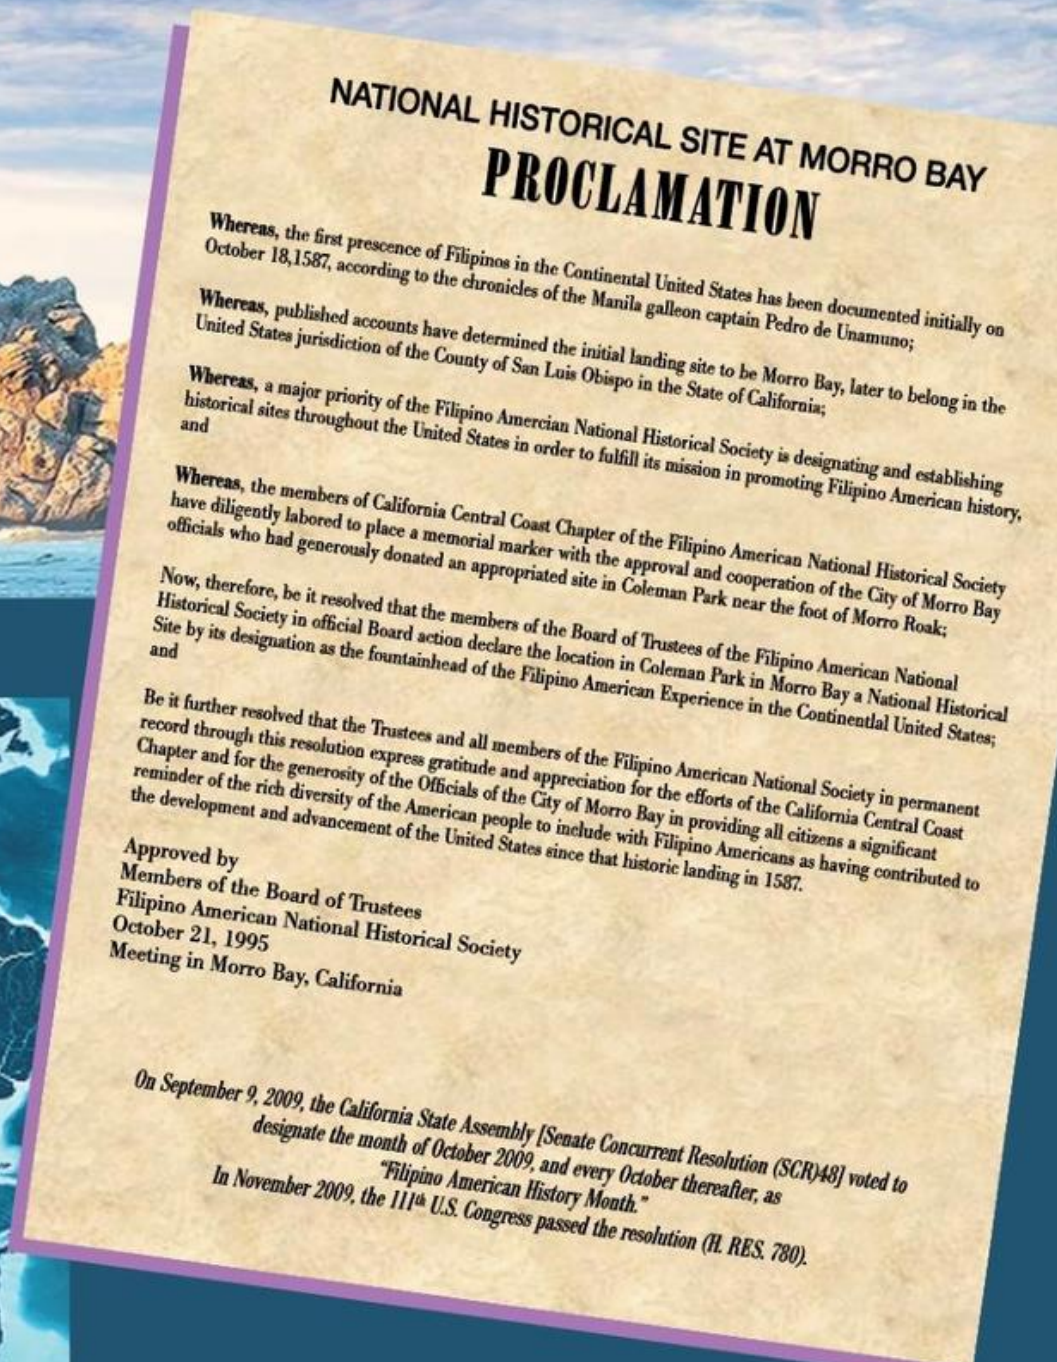 NATIONAL HISTORICAL SITE AT MORRO BAY
PROCLAMATION
Whereas, the first prescence of Filipinos in the Continental United States has been documented initially on
October 18,1587, according to the chronicles of the Manila galleon captain Pedro de Unamuno;
Whereas, published accounts have determined the initial landing site to be Morro Bay, later to belong in the
United States jurisdiction of the County of San Luis Obispo in the State of California;
Whereas, a major priority of the Filipino Amercian National Historical Society is designating and establishing
historical sites throughout the United States in order to fulfill its mission in promoting Filipino American history,
and
Whereas, the members of California Central Coast Chapter of the Filipino American National Historical Society
have diligently labored to place a memorial marker with the approval and cooperation of the City of Morro Bay
officials who had generously donated an appropriated site in Coleman Park near the foot of Morro Roak;
Now, therefore, be it resolved that the members of the Board of Trustees of the Filipino American National
Historical Society in official Board action declare the location in Coleman Park in Morro Bay a National Historical
Site by its designation as the fountainhead of the Filipino American Experience in the Continentlal United States;
and
Be it further resolved that the Trustees and all members of the Filipino American National Society in permanent
record through this resolution express gratitude and appreciation for the efforts of the California Central Coast
Chapter and for the generosity of the Officials of the City of Morro Bay in providing all citizens a significant
reminder of the rich diversity of the American people to include with Filipino Americans as having contributed to
the development and advancement of the United States since that historic landing in 1587.
Approved by
Members of the Board of Trustees
Filipino American National Historical Society
October 21, 1995
Meeting in Morro Bay, California
On September 9, 2009, the California State Assembly [Senate Concurrent Resolution (SCR)48] voted to
designate the month of October 2009, and every October thereafter, as
"Filipino American History Month."
In November 2009, the 111th U.S. Congress passed the resolution (H. RES. 780).